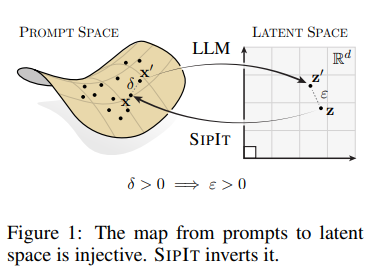 PROMPT SPACE
LATENT SPACE
LLM
ℝᵈ
x'
δ
x
z'
ε
z
SIPIT
δ > 0 ⟹ ε > 0
Figure 1: The map from prompts to latent
space is injective. SIPIT inverts it.